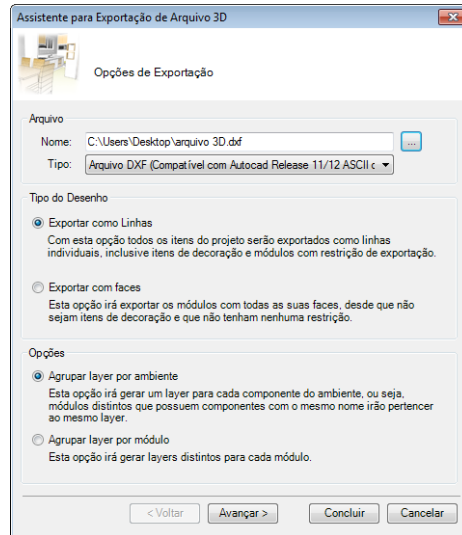 Assistente para Exportação de Arquivo 3D
Opções de Exportação
Arquivo
Nome: C:\Users\Desktop\arquivo 3D.dxf ...
Tipo: Arquivo DXF (Compatível com Autocad Release 11/12 ASCII c
Tipo do Desenho
Exportar como Linhas
Com esta opção todos os itens do projeto serão exportados como linhas
individuais, inclusive itens de decoração e módulos com restrição de exportação.
Exportar com faces
Esta opção irá exportar os módulos com todas as suas faces, desde que não
sejam itens de decoração e que não tenham nenhuma restrição.
Opções
Agrupar layer por ambiente
Esta opção irá gerar um layer para cada componente do ambiente, ou seja,
módulos distintos que possuem componentes com o mesmo nome irão pertencer
ao mesmo layer.
Agrupar layer por módulo
Esta opção irá gerar layers distintos para cada módulo.
< Voltar Avançar > Concluir Cancelar